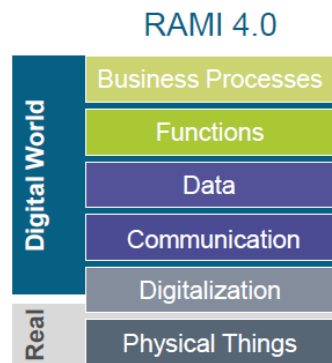 RAMI 4.0
Digital World
Business Processes
Functions
Data
Communication
Digitalization
Real
Physical Things